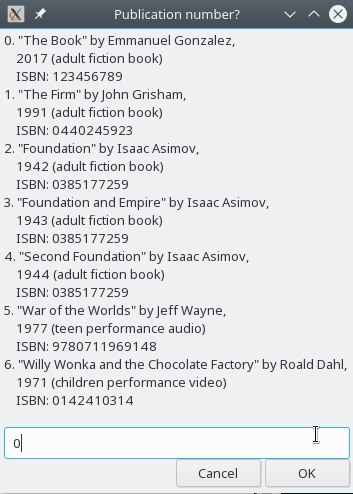 Publication number?
0. "The Book" by Emmanuel Gonzalez,
2017 (adult fiction book)
ISBN: 123456789
1. "The Firm" by John Grisham,
1991 (adult fiction book)
ISBN: 0440245923
2. "Foundation" by Isaac Asimov,
1942 (adult fiction book)
ISBN: 0385177259
3. "Foundation and Empire" by Isaac Asimov,
1943 (adult fiction book)
ISBN: 0385177259
4. "Second Foundation" by Isaac Asimov,
1944 (adult fiction book)
ISBN: 0385177259
5. "War of the Worlds" by Jeff Wayne,
1977 (teen performance audio)
ISBN: 9780711969148
6. "Willy Wonka and the Chocolate Factory" by Roald Dahl,
1971 (children performance video)
ISBN: 0142410314
0
Cancel OK